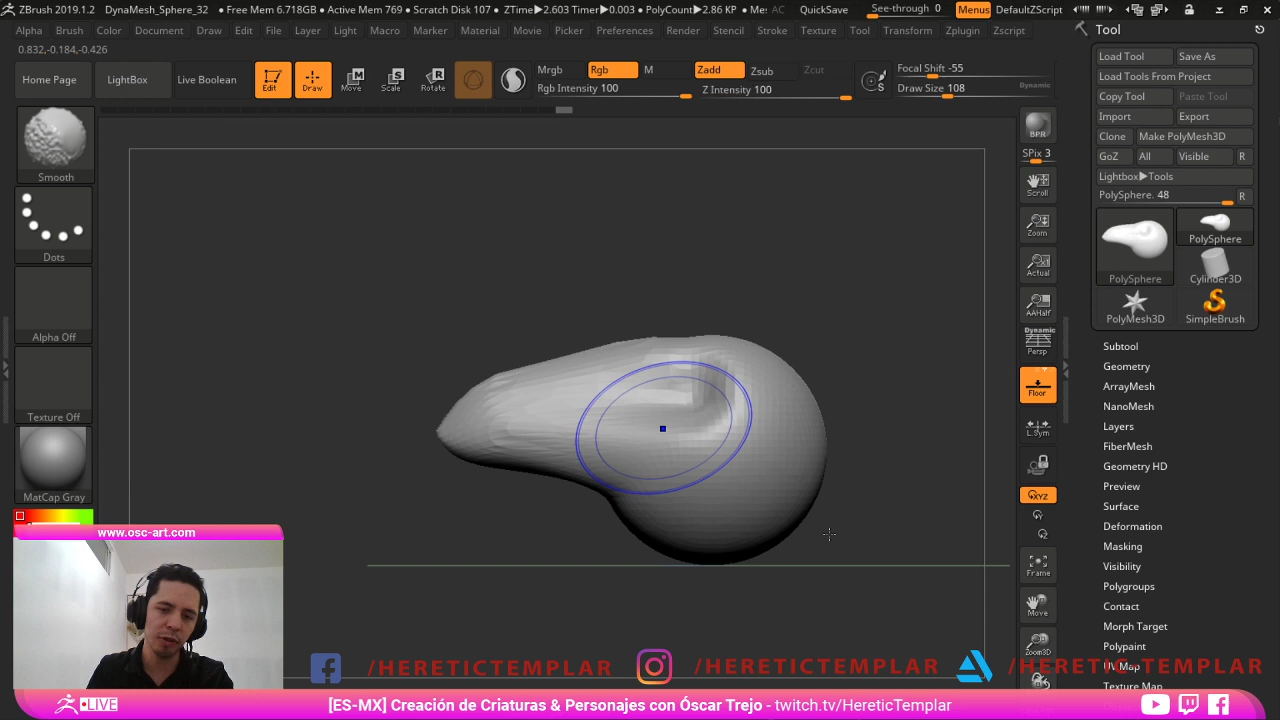 ZBrush 2019.1.2 DynaMesh_Sphere_32 ● Free Mem 6.718GB ● Active Mem 769 ● Scratch Disk 107 ● ZTime▶2.603 Timer▶0.003 ● PolyCount▶2.86 KP ● Mes AC QuickSave See-through 0 Menus DefaultZScript
Alpha Brush Color Document Draw Edit File Layer Light Macro Marker Material Movie Picker Preferences Render Stencil Stroke Texture Tool Transform Zplugin Zscript
0.832,-0.184,-0.426
Home Page LightBox Live Boolean Edit Draw Move Scale Rotate
Mrgb Rgb M Zadd Zsub Zcut
Rgb Intensity 100 Z Intensity 100
Focal Shift -55
Draw Size 108 Dynamic
Smooth
Dots
Alpha Off
Texture Off
MatCap Gray
BPR
SPix 3
Scroll
Zoom
Actual
AAHalf
Dynamic
Persp
Floor
L.Sym
XYZ
Y
Z
Frame
Move
Zoom3D
Tool
Load Tool Save As
Load Tools From Project
Copy Tool Paste Tool
Import Export
Clone Make PolyMesh3D
GoZ All Visible R
Lightbox▶Tools
PolySphere. 48 R
PolySphere
PolySphere Cylinder3D
PolyMesh3D SimpleBrush
Subtool
Geometry
ArrayMesh
NanoMesh
Layers
FiberMesh
Geometry HD
Preview
Surface
Deformation
Masking
Visibility
Polygroups
Contact
Morph Target
Polypaint
UV Map
Texture Map
www.osc-art.com
/HERETICTEMPLAR /HERETICTEMPLAR /HERETICTEMPLAR
LIVE [ES-MX] Creación de Criaturas & Personajes con Óscar Trejo - twitch.tv/HereticTemplar